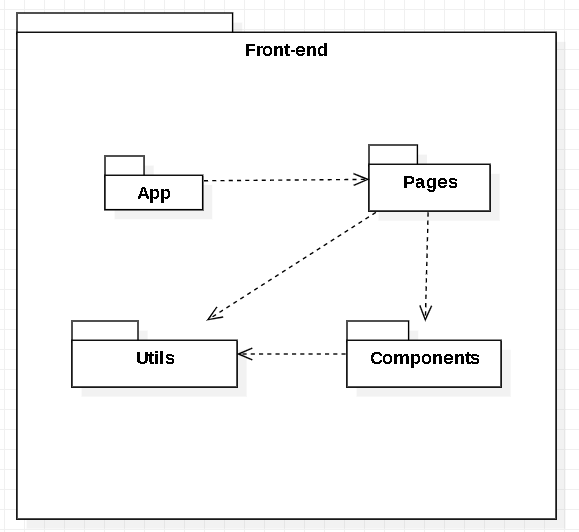 Front-end
App
Pages
Utils
Components